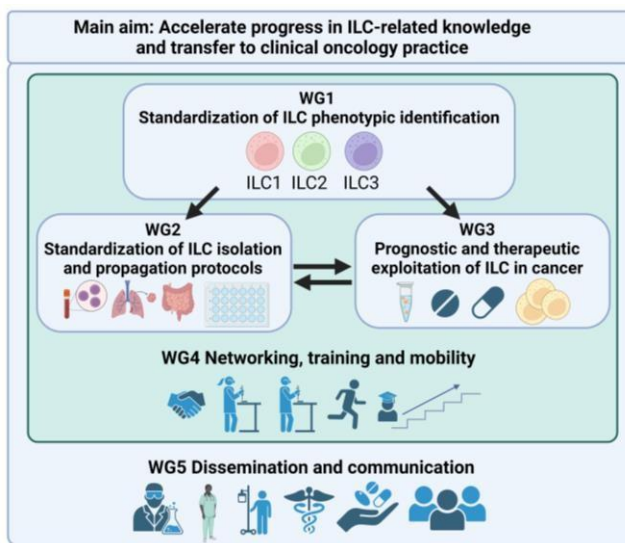 Main aim: Accelerate progress in ILC-related knowledge
and transfer to clinical oncology practice
WG1
Standardization of ILC phenotypic identification
ILC1 ILC2 ILC3
WG2
Standardization of ILC isolation
and propagation protocols
WG3
Prognostic and therapeutic
exploitation of ILC in cancer
WG4 Networking, training and mobility
WG5 Dissemination and communication